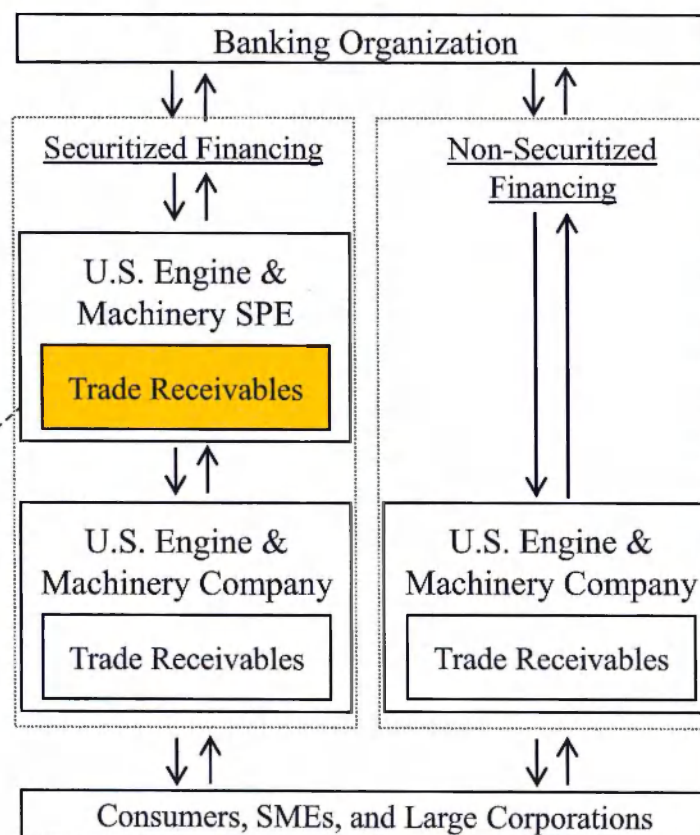 Banking Organization
Securitized Financing
U.S. Engine &
Machinery SPE
Trade Receivables
U.S. Engine &
Machinery Company
Trade Receivables
Non-Securitized
Financing
U.S. Engine &
Machinery Company
Trade Receivables
Consumers, SMEs, and Large Corporations